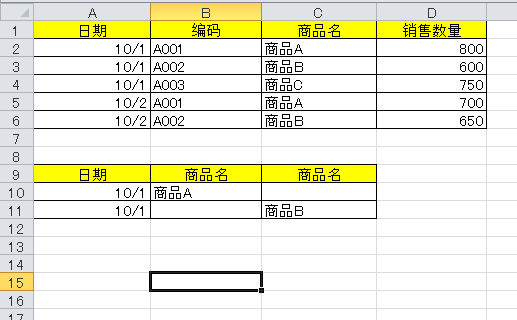 A B C D
1 日期 编码 商品名 销售数量
2 10/1 A001 商品A 800
3 10/1 A002 商品B 600
4 10/1 A003 商品C 750
5 10/2 A001 商品A 700
6 10/2 A002 商品B 650
7
8
9 日期 商品名 商品名
10 10/1 商品A
11 10/1 商品B
12
13
14
15
16
17